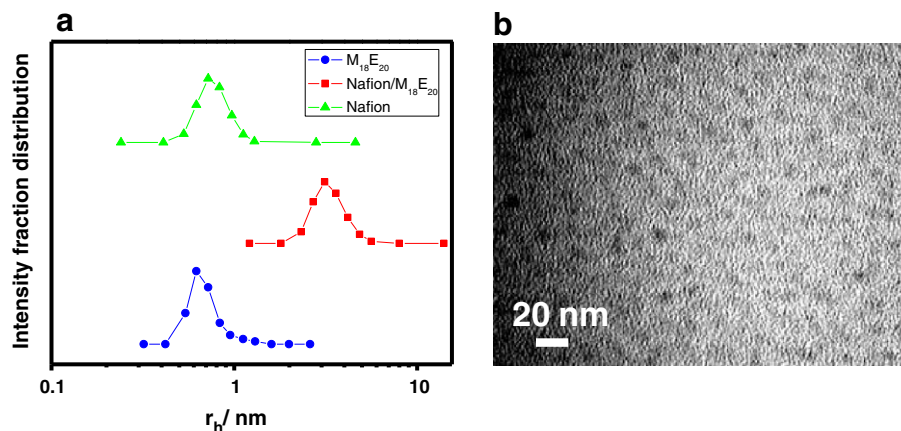 a
Intensity fraction distribution
M18E20
Nafion/M18E20
Nafion
0.1
1
10
rh/ nm
b
20 nm